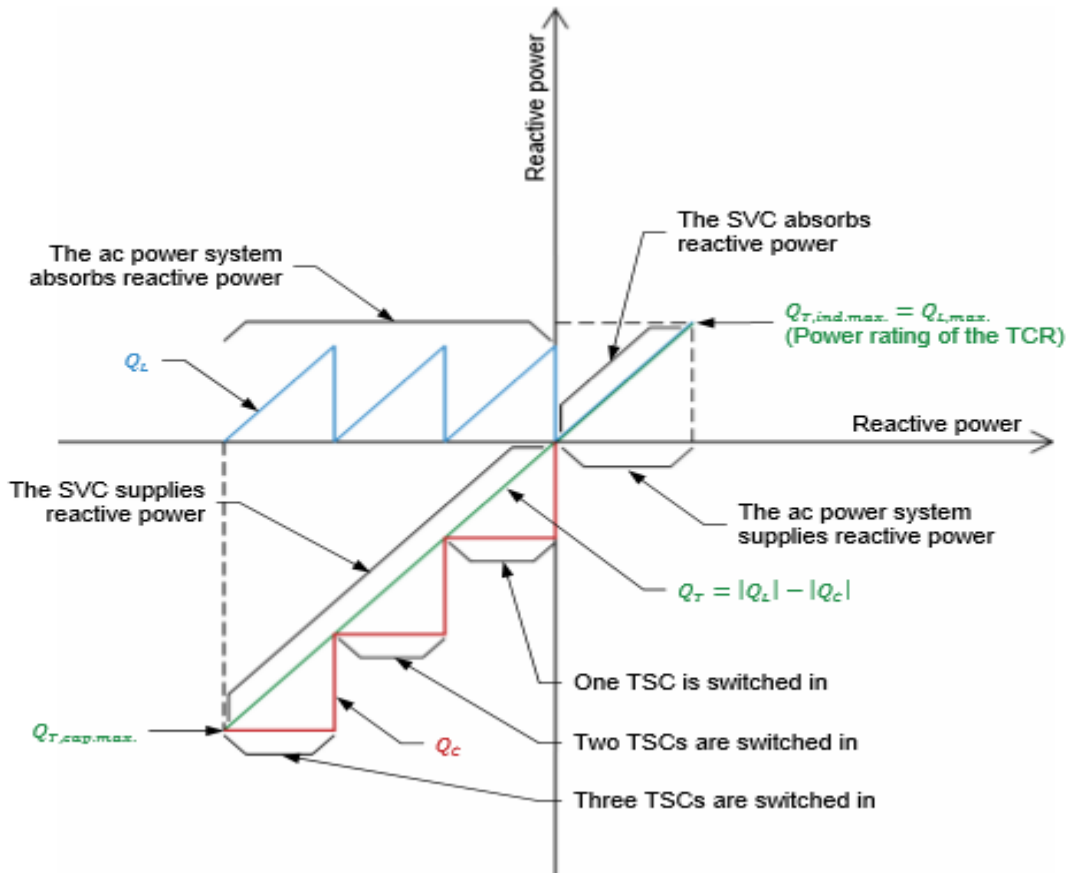 Reactive power
The SVC absorbs
reactive power
The ac power system
absorbs reactive power
Q_T,ind.max. = Q_L,max.
(Power rating of the TCR)
Q_L
Reactive power
The SVC supplies
reactive power
The ac power system
supplies reactive power
Q_T = |Q_L| − |Q_C|
One TSC is switched in
Q_T,cap.max.
Q_C
Two TSCs are switched in
Three TSCs are switched in